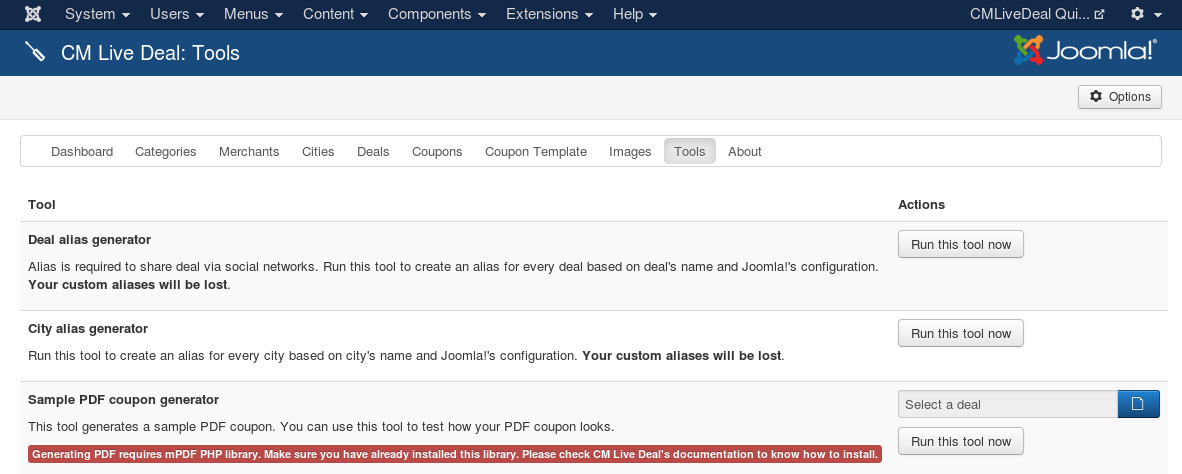 System Users Menus Content Components Extensions Help CMLiveDeal Qui...
CM Live Deal: Tools Joomla!®
Options
Dashboard Categories Merchants Cities Deals Coupons Coupon Template Images Tools About
Tool Actions
Deal alias generator Run this tool now
Alias is required to share deal via social networks. Run this tool to create an alias for every deal based on deal's name and Joomla!'s configuration.
Your custom aliases will be lost.
City alias generator Run this tool now
Run this tool to create an alias for every city based on city's name and Joomla!'s configuration. Your custom aliases will be lost.
Sample PDF coupon generator Select a deal
This tool generates a sample PDF coupon. You can use this tool to test how your PDF coupon looks. Run this tool now
Generating PDF requires mPDF PHP library. Make sure you have already installed this library. Please check CM Live Deal's documentation to know how to install.